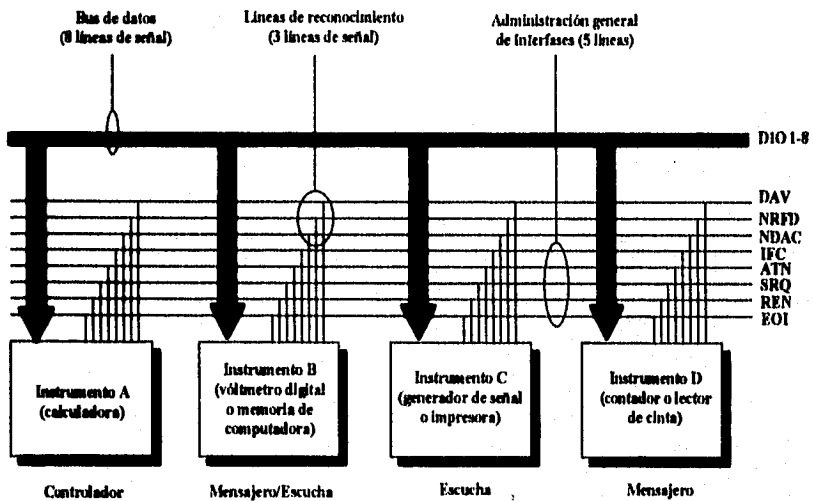 Bus de datos
(8 líneas de señal)
Líneas de reconocimiento
(3 líneas de señal)
Administración general
de interfases (5 líneas)
DIO 1-8
DAV
NRFD
NDAC
IFC
ATN
SRQ
REN
EOI
Instrumento A
(calculadora)
Instrumento B
(vóltmetro digital
o memoria de
computadora)
Instrumento C
(generador de señal
o impresora)
Instrumento D
(contador o lector
de cinta)
Controlador
Mensajero/Escucha
Escucha
Mensajero